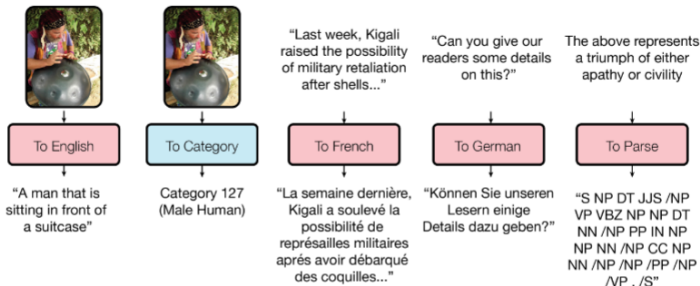 “Last week, Kigali
raised the possibility
of military retaliation
after shells...”
“Can you give our
readers some details
on this?”
The above represents
a triumph of either
apathy or civility
To English
To Category
To French
To German
To Parse
“A man that is
sitting in front of
a suitcase”
Category 127
(Male Human)
“La semaine dernière,
Kigali a soulevé la
possibilité de
représailles militaires
aprés avoir débarqué
des coquilles...”
“Können Sie unseren
Lesern einige
Details dazu geben?”
“S NP DT JJS /NP
VP VBZ NP NP DT
NN /NP PP IN NP
NP NN /NP CC NP
NN /NP /NP /PP /NP
/VP . /S”